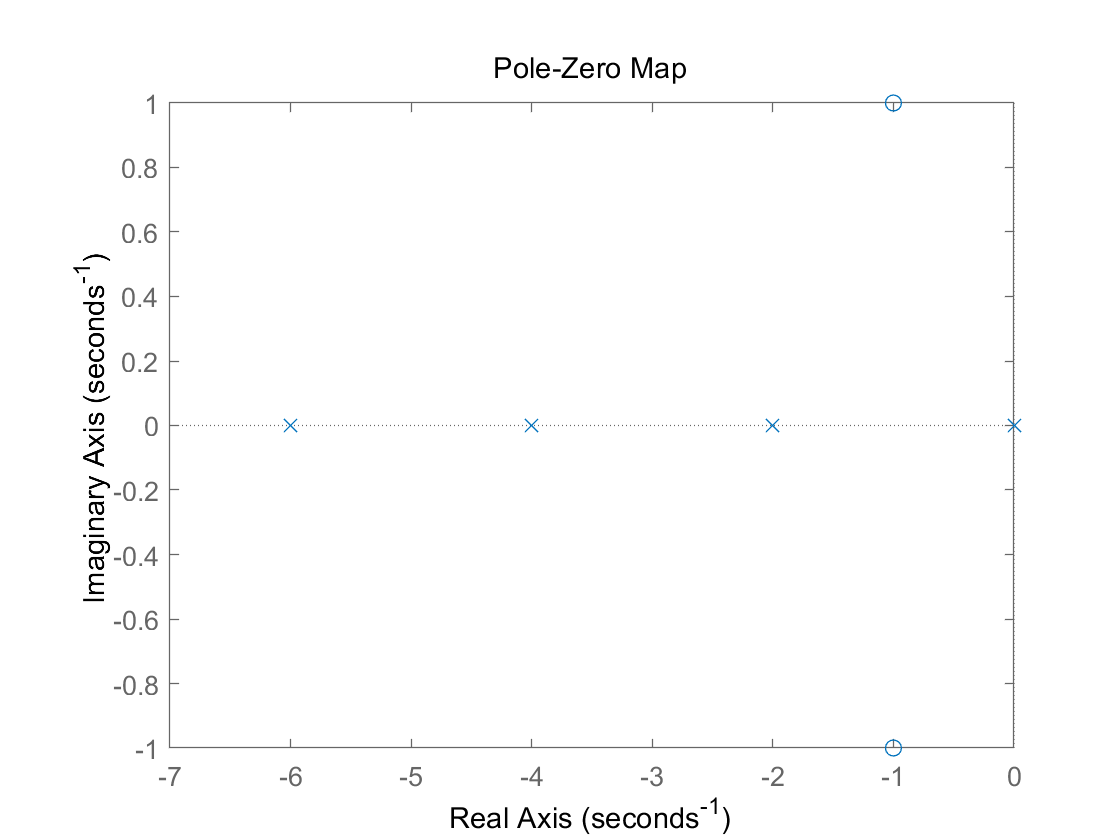 Pole-Zero Map
1
0.8
0.6
0.4
0.2
0
-0.2
-0.4
-0.6
-0.8
-1
Imaginary Axis (seconds⁻¹)
-7 -6 -5 -4 -3 -2 -1 0
Real Axis (seconds⁻¹)